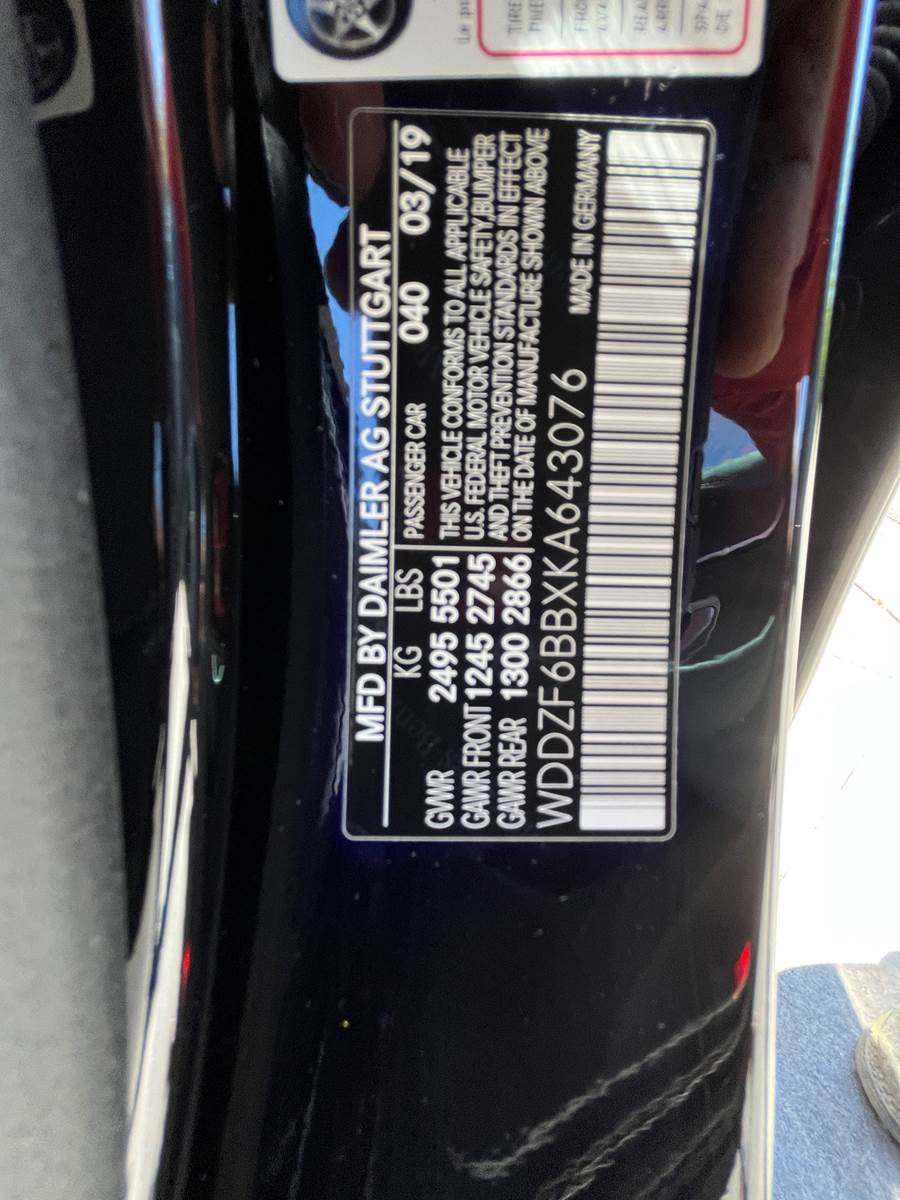 MFD BY DAIMLER AG STUTTGART
KG LBS
GVWR 2495 5501
GAWR FRONT 1245 2745
GAWR REAR 1300 2866
PASSENGER CAR 040 03/19
THIS VEHICLE CONFORMS TO ALL APPLICABLE
U.S. FEDERAL MOTOR VEHICLE SAFETY,BUMPER
AND THEFT PREVENTION STANDARDS IN EFFECT
ON THE DATE OF MANUFACTURE SHOWN ABOVE
WDDZF6BBXKA643076
MADE IN GERMANY